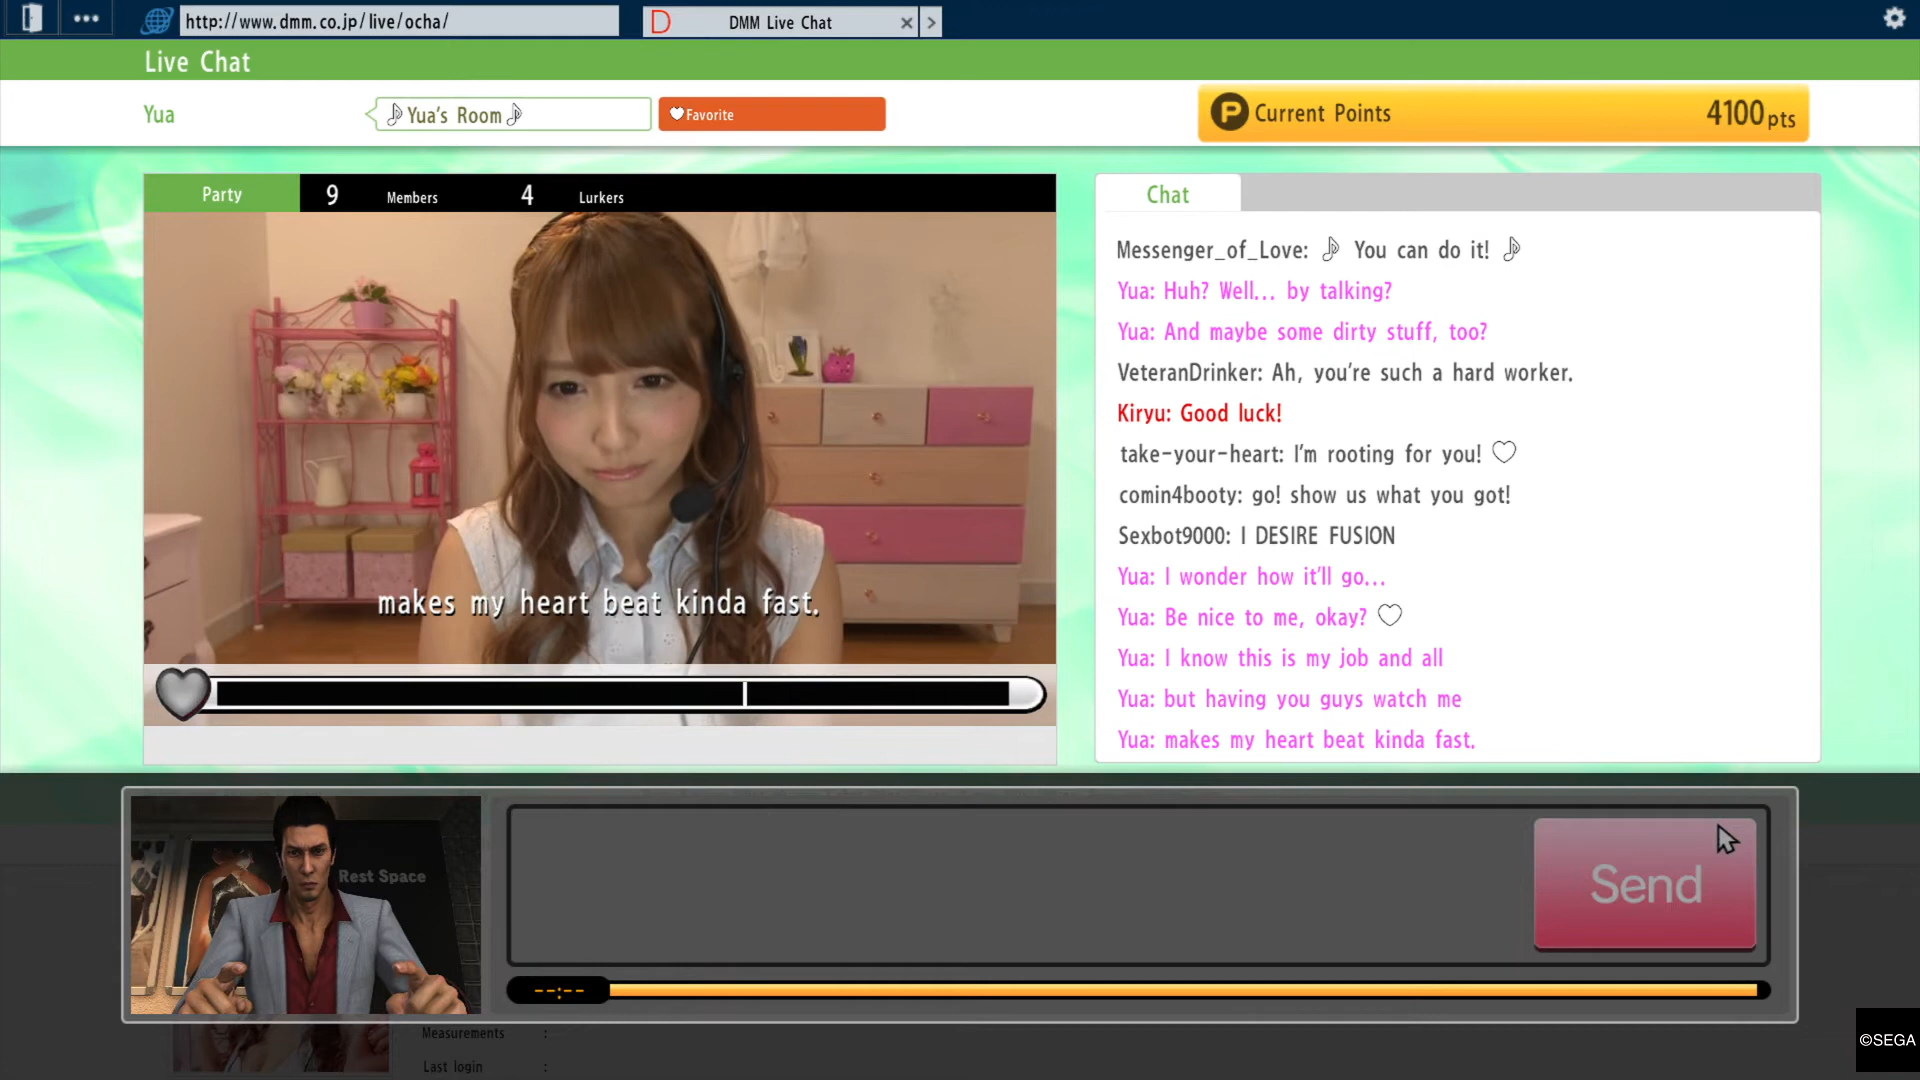 http://www.dmm.co.jp/live/ocha/
D DMM Live Chat
Live Chat
Yua
Yua's Room
Favorite
P Current Points 4100 pts
Party 9 Members 4 Lurkers
makes my heart beat kinda fast.
Chat
Messenger_of_Love: ♪ You can do it! ♪
Yua: Huh? Well... by talking?
Yua: And maybe some dirty stuff, too?
VeteranDrinker: Ah, you're such a hard worker.
Kiryu: Good luck!
take-your-heart: I'm rooting for you! ♡
comin4booty: go! show us what you got!
Sexbot9000: I DESIRE FUSION
Yua: I wonder how it'll go...
Yua: Be nice to me, okay? ♡
Yua: I know this is my job and all
Yua: but having you guys watch me
Yua: makes my heart beat kinda fast.
Rest Space
Send
--:--
Measurements :
Last login :
©SEGA